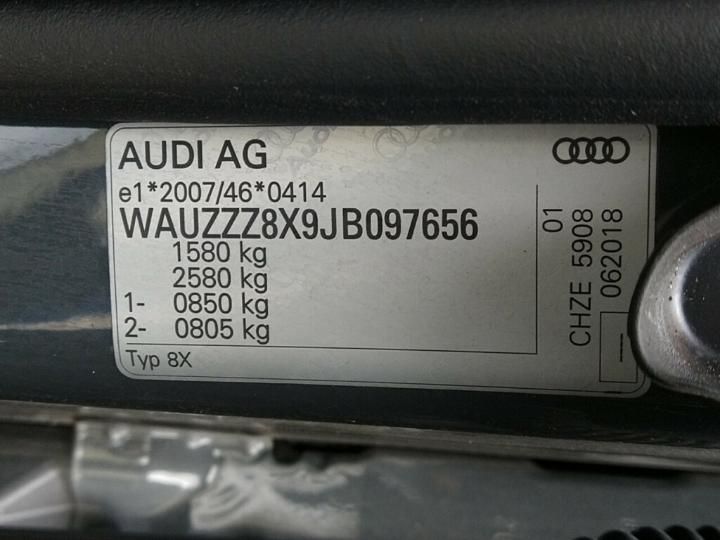 AUDI AG
e1*2007/46*0414
WAUZZZ8X9JB097656
1580 kg
2580 kg
1- 0850 kg
2- 0805 kg
Typ 8X
01
CHZE 5908
062018